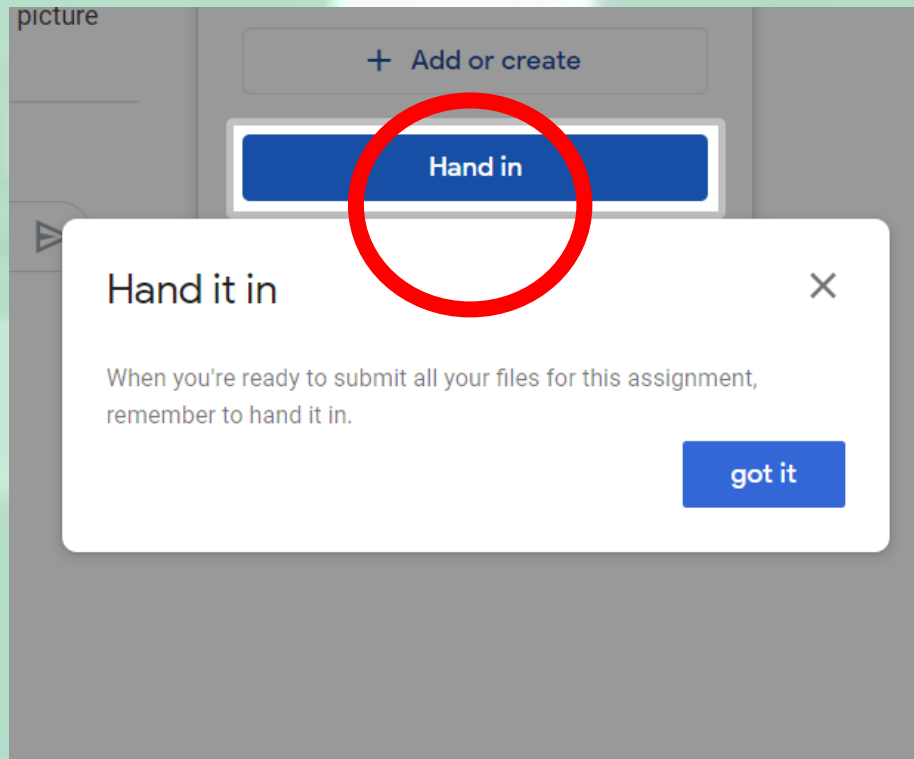 picture
+ Add or create
Hand in
Hand it in
When you're ready to submit all your files for this assignment,
remember to hand it in.
got it